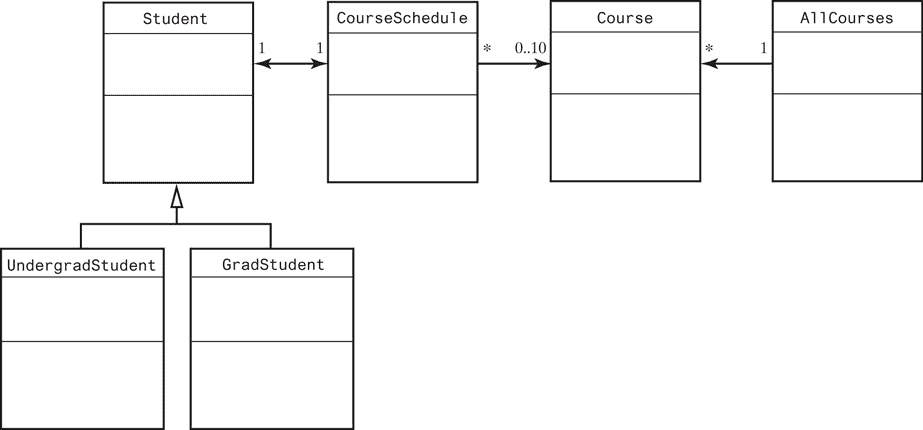 Student
CourseSchedule
Course
AllCourses
1
1
*
0..10
*
1
UndergradStudent
GradStudent